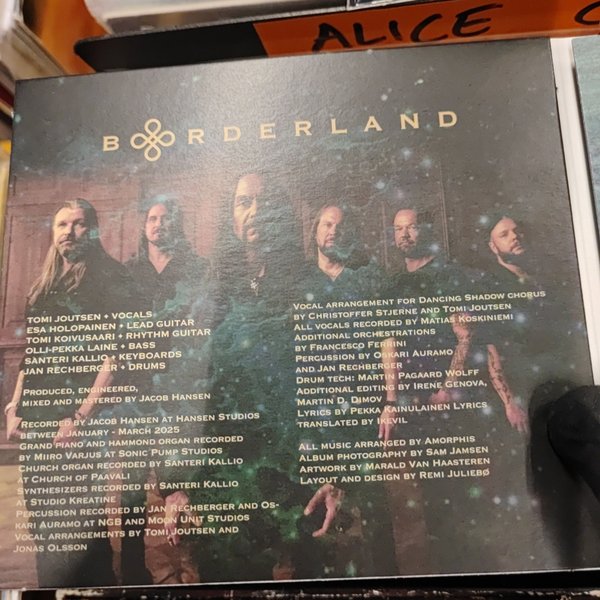 ALICE C
BORDERLAND
TOMI JOUTSEN + VOCALS
ESA HOLOPAINEN + LEAD GUITAR
TOMI KOIVUSAARI + RHYTHM GUITAR
OLLI-PEKKA LAINE + BASS
SANTERI KALLIO + KEYBOARDS
JAN RECHBERGER + DRUMS
PRODUCED, ENGINEERED,
MIXED AND MASTERED BY JACOB HANSEN
RECORDED BY JACOB HANSEN AT HANSEN STUDIOS
BETWEEN JANUARY - MARCH 2025
GRAND PIANO AND HAMMOND ORGAN RECORDED
BY MIIRO VARJUS AT SONIC PUMP STUDIOS
CHURCH ORGAN RECORDED BY SANTERI KALLIO
AT CHURCH OF PAAVALI
SYNTHESIZERS RECORDED BY SANTERI KALLIO
AT STUDIO KREATINE
PERCUSSION RECORDED BY JAN RECHBERGER AND OS-
KARI AURAMO AT NGB AND MOON UNIT STUDIOS
VOCAL ARRANGEMENTS BY TOMI JOUTSEN AND
JONAS OLSSON
VOCAL ARRANGEMENT FOR DANCING SHADOW CHORUS
BY CHRISTOFFER STJERNE AND TOMI JOUTSEN
ALL VOCALS RECORDED BY MATIAS KOSKINIEMI
ADDITIONAL ORCHESTRATIONS
BY FRANCESCO FERRINI
PERCUSSION BY OSKARI AURAMO
AND JAN RECHBERGER
DRUM TECH: MARTIN PAGAARD WOLFF
ADDITIONAL EDITING BY IRENE GENOVA,
MARTIN D. DIMOV
LYRICS BY PEKKA KAINULAINEN LYRICS
TRANSLATED BY IKEVIL
ALL MUSIC ARRANGED BY AMORPHIS
ALBUM PHOTOGRAPHY BY SAM JAMSEN
ARTWORK BY MARALD VAN HAASTEREN
LAYOUT AND DESIGN BY REMI JULIEBØ